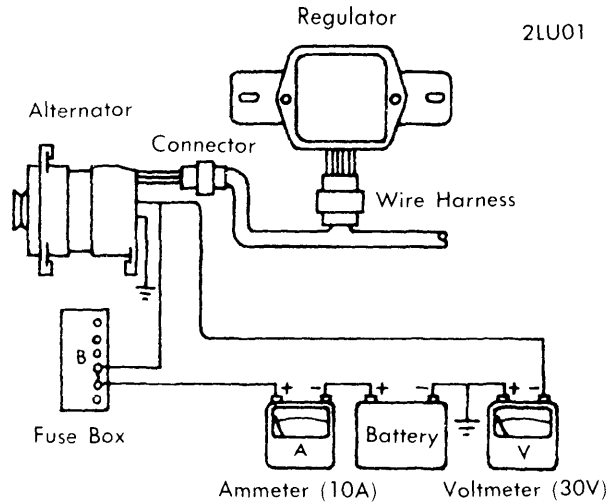 Regulator
2LU01
Alternator
Connector
Wire Harness
B
Fuse Box
+ - + - + -
A
Battery
V
Ammeter (10A)
Voltmeter (30V)